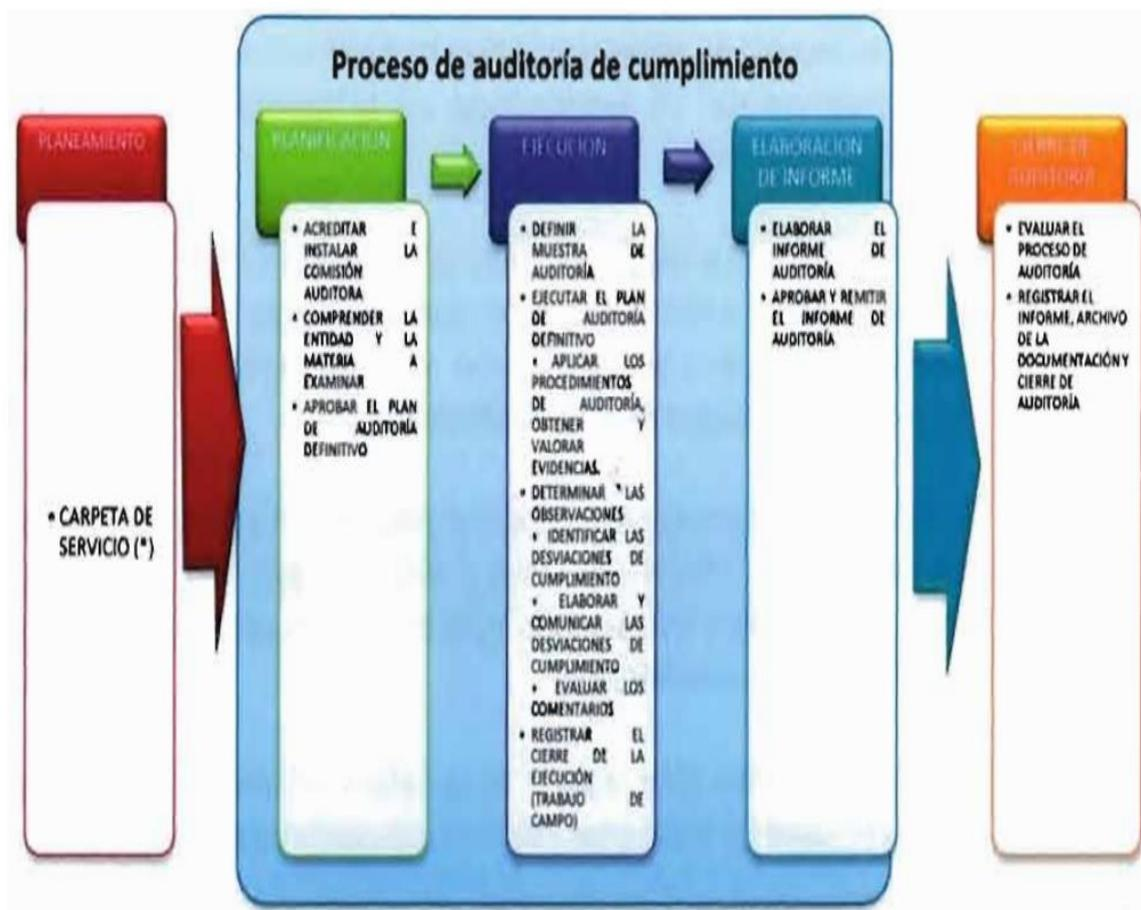 Proceso de auditoría de cumplimiento
PLANEAMIENTO
• CARPETA DE
SERVICIO (*)
PLANIFICACIÓN
• ACREDITAR E
INSTALAR LA
COMISIÓN
AUDITORA
• COMPRENDER LA
ENTIDAD Y LA
MATERIA A
EXAMINAR
• APROBAR EL PLAN
DE AUDITORÍA
DEFINITIVO
EJECUCIÓN
• DEFINIR LA
MUESTRA DE
AUDITORÍA
• EJECUTAR EL PLAN
DE AUDITORÍA
DEFINITIVO
• APLICAR LOS
PROCEDIMIENTOS
DE AUDITORÍA,
OBTENER Y
VALORAR
EVIDENCIAS.
• DETERMINAR LAS
OBSERVACIONES
• IDENTIFICAR LAS
DESVIACIONES DE
CUMPLIMIENTO
• ELABORAR Y
COMUNICAR LAS
DESVIACIONES DE
CUMPLIMIENTO
• EVALUAR LOS
COMENTARIOS
• REGISTRAR EL
CIERRE DE LA
EJECUCIÓN
(TRABAJO DE
CAMPO)
ELABORACION
DE INFORME
• ELABORAR EL
INFORME DE
AUDITORÍA
• APROBAR Y REMITIR
EL INFORME DE
AUDITORÍA
CIERRE DE
AUDITORIA
• EVALUAR EL
PROCESO DE
AUDITORÍA
• REGISTRAR EL
INFORME, ARCHIVO
DE LA
DOCUMENTACIÓN Y
CIERRE DE
AUDITORÍA